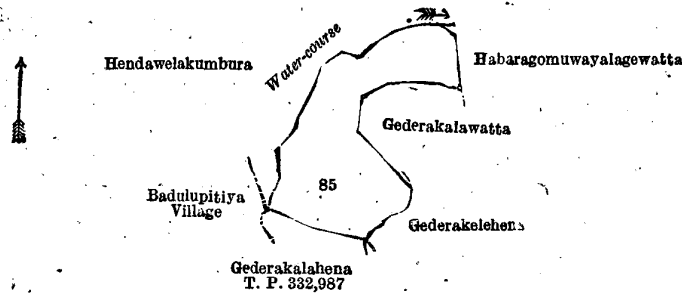 Water-course
Hendawelakumbura
Habaragomuwayalagewatta
Gederakalawatta
85
Badulupitiya
Village
Gederakelehena
Gederakalahena
T. P. 332,987